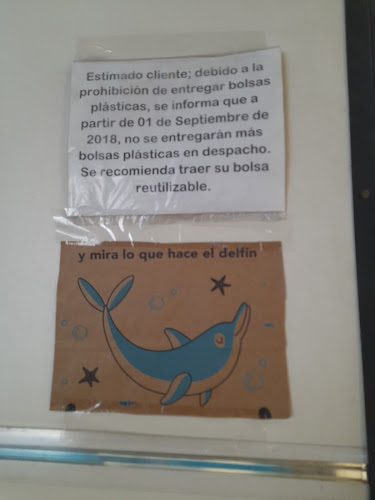 Estimado cliente; debido a la
prohibición de entregar bolsas
plásticas, se informa que a
partir de 01 de Septiembre de
2018, no se entregarán más
bolsas plásticas en despacho.
Se recomienda traer su bolsa
reutilizable.
y mira lo que hace el delfín